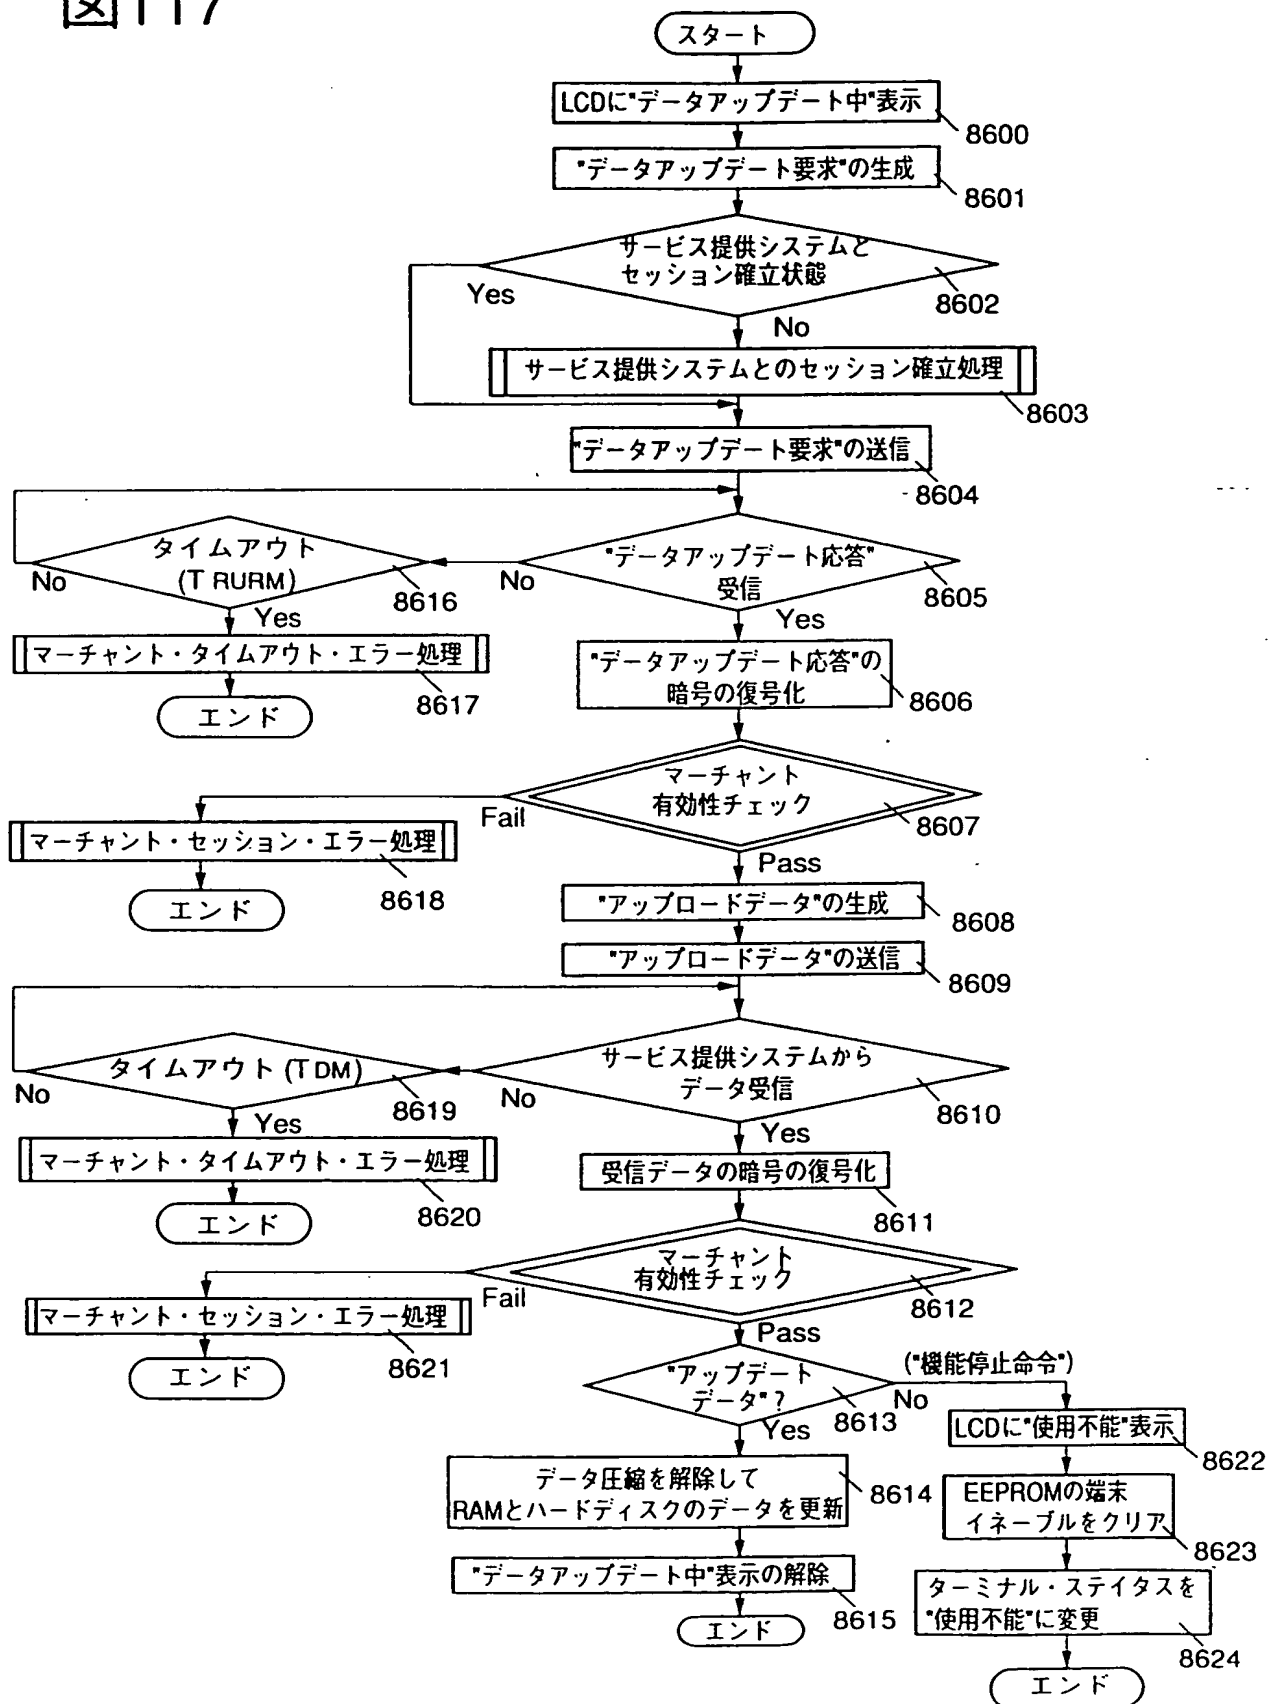 図117
スタート
LCDに"データアップデート中"表示
8600
"データアップデート要求"の生成
8601
サービス提供システムと
セッション確立状態
8602
Yes
No
サービス提供システムとのセッション確立処理
8603
"データアップデート要求"の送信
8604
"データアップデート応答"
受信
8605
No
Yes
タイムアウト
(T RURM)
8616
No
Yes
マーチャント・タイムアウト・エラー処理
8617
エンド
"データアップデート応答"の
暗号の復号化
8606
マーチャント
有効性チェック
8607
Fail
Pass
マーチャント・セッション・エラー処理
8618
エンド
"アップロードデータ"の生成
8608
"アップロードデータ"の送信
8609
サービス提供システムから
データ受信
8610
No
Yes
タイムアウト (T DM)
8619
No
Yes
マーチャント・タイムアウト・エラー処理
8620
エンド
受信データの暗号の復号化
8611
マーチャント
有効性チェック
8612
Fail
Pass
マーチャント・セッション・エラー処理
8621
エンド
"アップデート
データ"?
8613
Yes
No
("機能停止命令")
LCDに"使用不能"表示
8622
EEPROMの端末
イネーブルをクリア
8623
ターミナル・ステイタスを
"使用不能"に変更
8624
エンド
データ圧縮を解除して
RAMとハードディスクのデータを更新
8614
"データアップデート中"表示の解除
8615
エンド